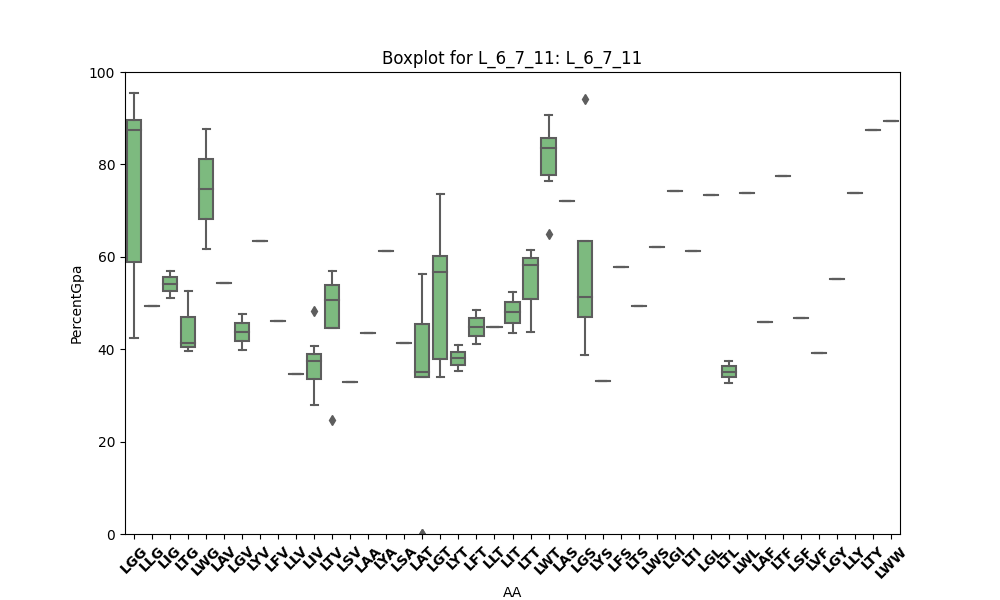 Boxplot for L_6_7_11: L_6_7_11
PercentGpa
100
80
60
40
20
0
LGG LLG LIG LTG LWG LAV LGV LYV LFV LLV LIV LTV LSV LAA LYA LSA LAT LGT LYT LFT LLT LIT LTT LWT LAS LGS LYS LFS LTS LWS LGI LTI LGL LTL LWL LAF LTF LSF LVF LGY LLY LTY LWW
AA